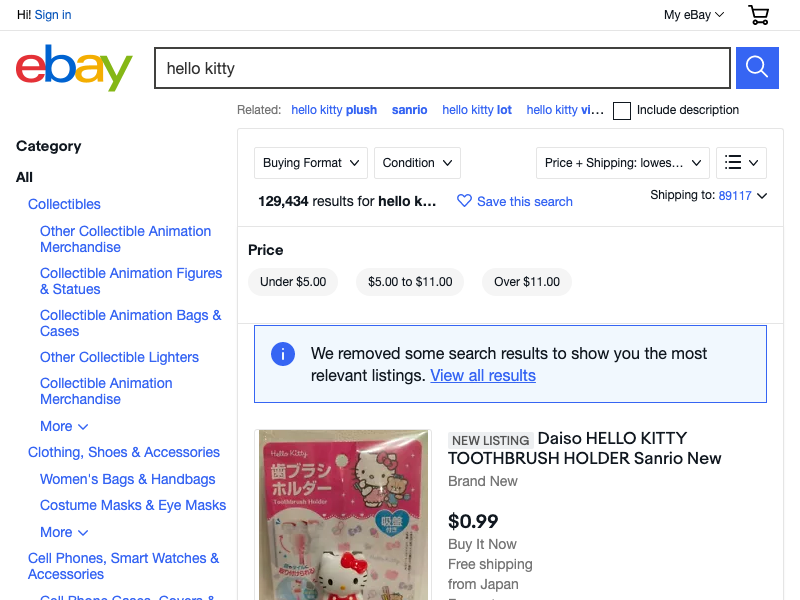 Hi! Sign in
My eBay
ebay
hello kitty
Related: hello kitty plush sanrio hello kitty lot hello kitty vi... Include description
Category
All
Collectibles
Other Collectible Animation
Merchandise
Collectible Animation Figures
& Statues
Collectible Animation Bags &
Cases
Other Collectible Lighters
Collectible Animation
Merchandise
More
Clothing, Shoes & Accessories
Women's Bags & Handbags
Costume Masks & Eye Masks
More
Cell Phones, Smart Watches &
Accessories
Buying Format
Condition
Price + Shipping: lowes...
129,434 results for hello k...
Save this search
Shipping to: 89117
Price
Under $5.00
$5.00 to $11.00
Over $11.00
We removed some search results to show you the most
relevant listings. View all results
Hello Kitty
歯ブラシ
ホルダー
Toothbrush Holder
吸盤
付き
NEW LISTING Daiso HELLO KITTY
TOOTHBRUSH HOLDER Sanrio New
Brand New
$0.99
Buy It Now
Free shipping
from Japan